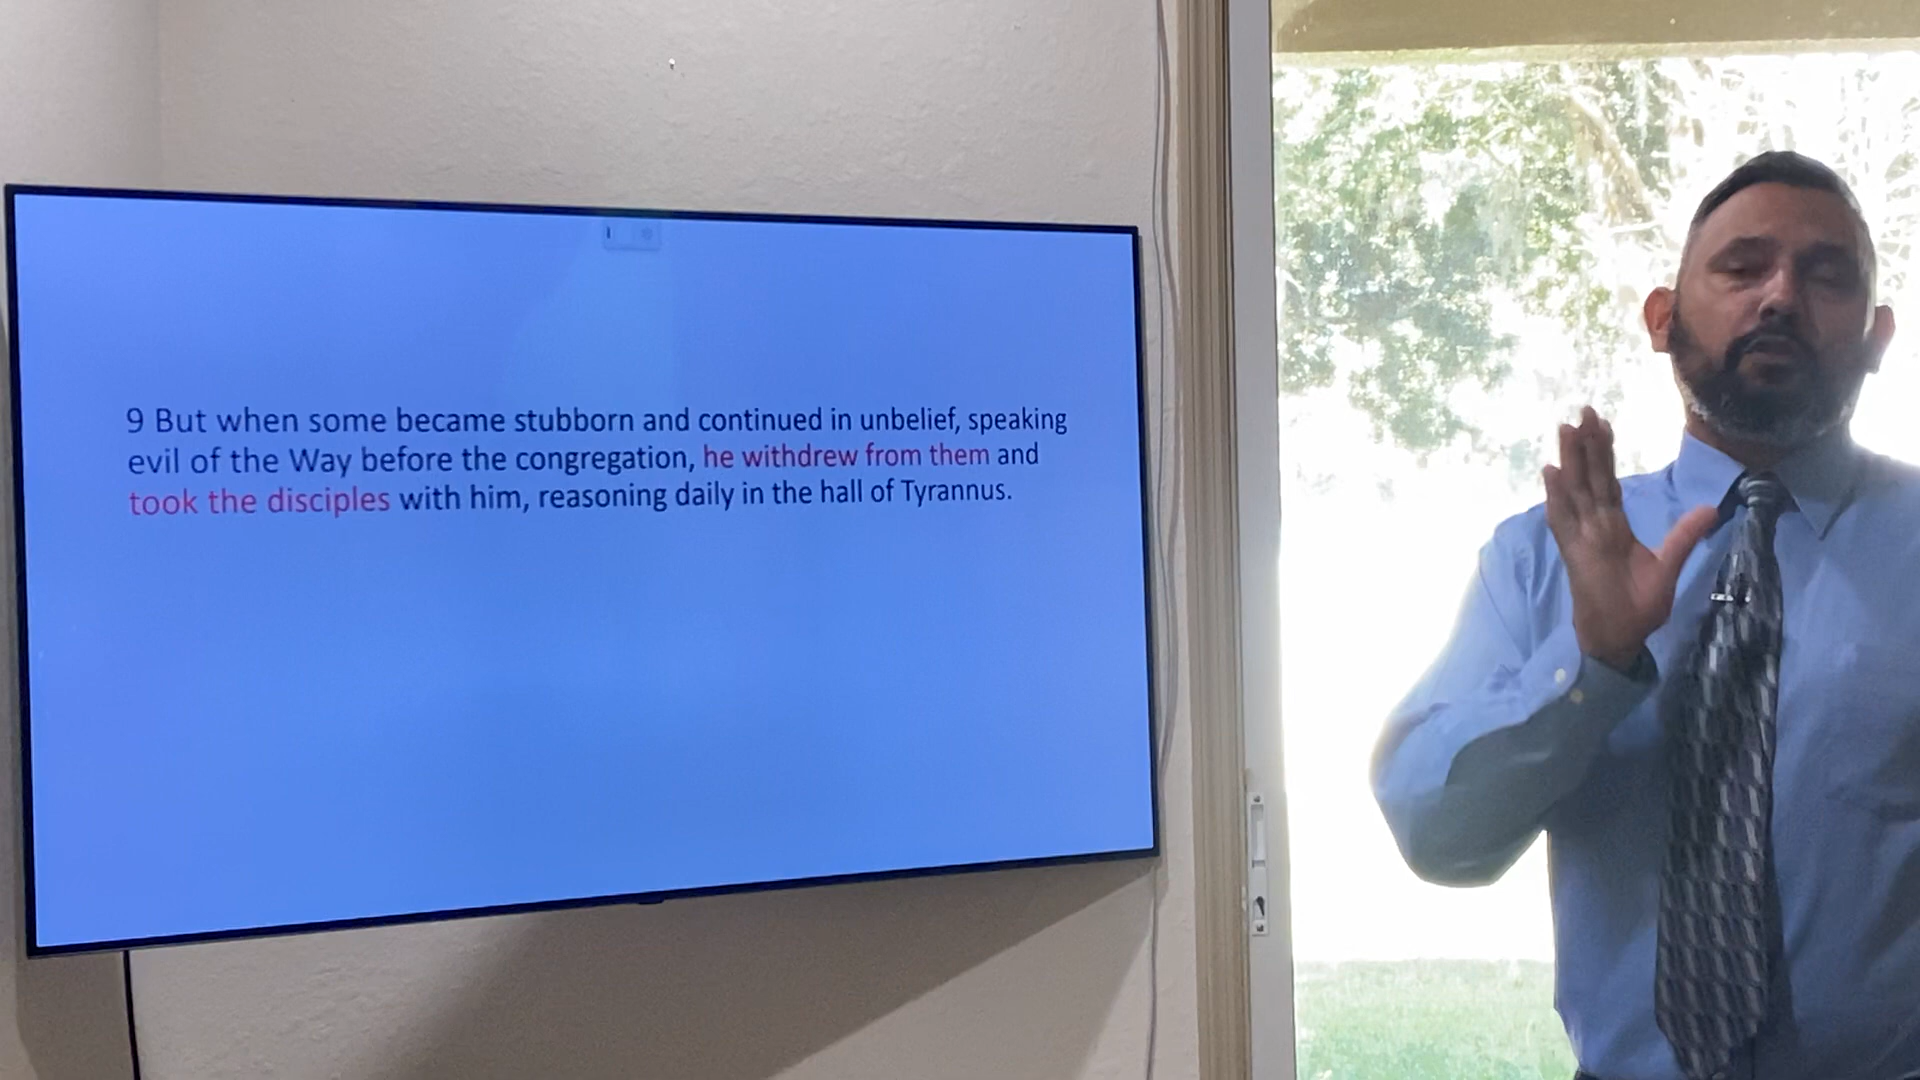 9 But when some became stubborn and continued in unbelief, speaking
evil of the Way before the congregation, he withdrew from them and
took the disciples with him, reasoning daily in the hall of Tyrannus.